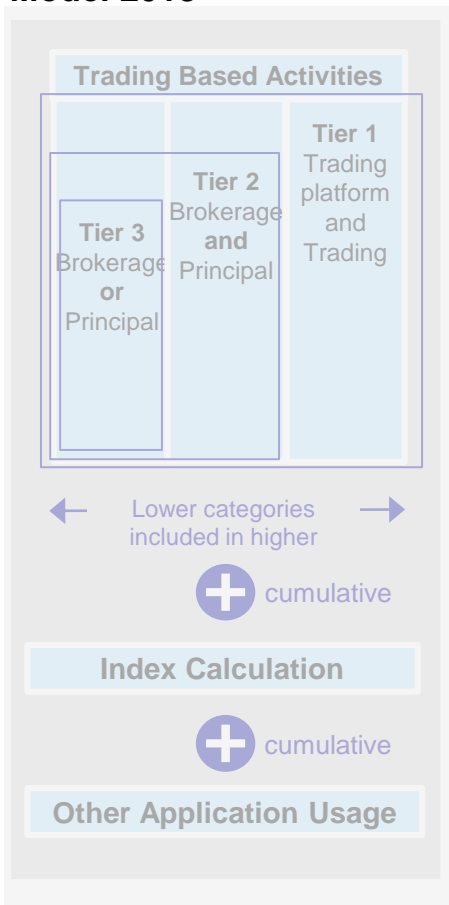 Trading Based Activities
Tier 3
Brokerage
or
Principal
Tier 2
Brokerage
and
Principal
Tier 1
Trading
platform
and
Trading
Lower categories
included in higher
cumulative
Index Calculation
cumulative
Other Application Usage